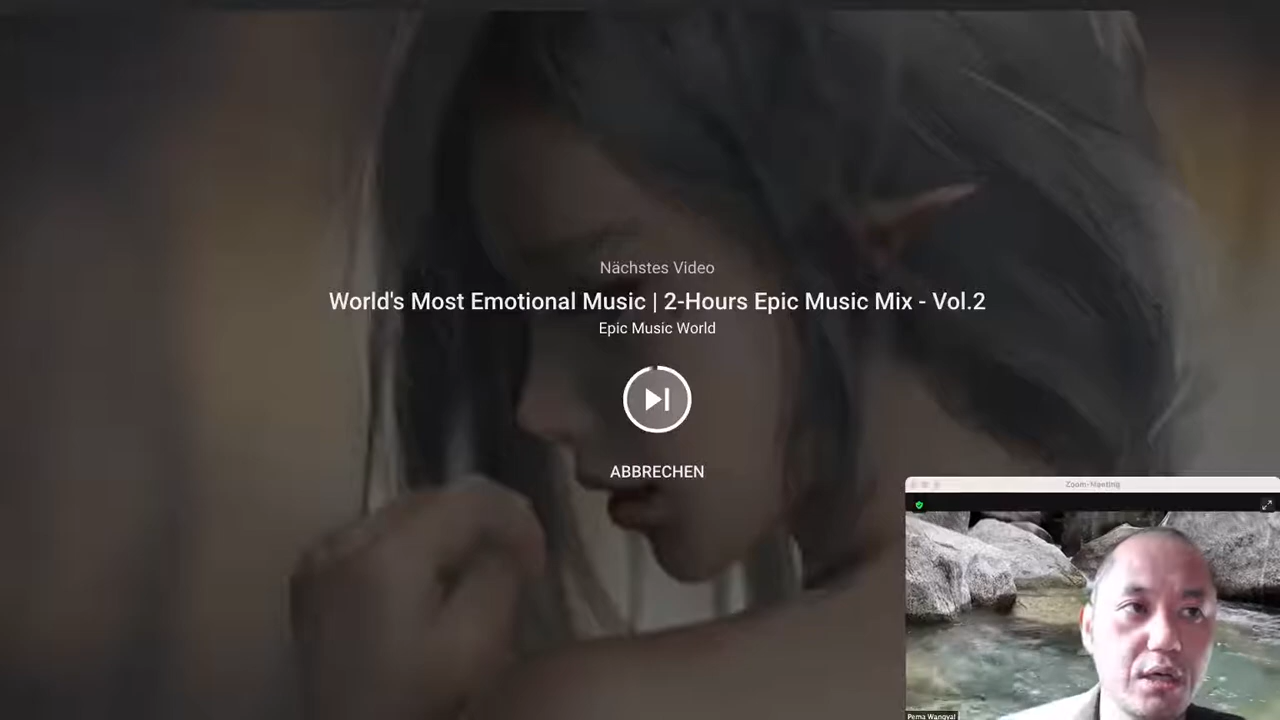 Nächstes Video
World's Most Emotional Music | 2-Hours Epic Music Mix - Vol.2
Epic Music World
ABBRECHEN
Zoom-Meeting
Pema Wangyal